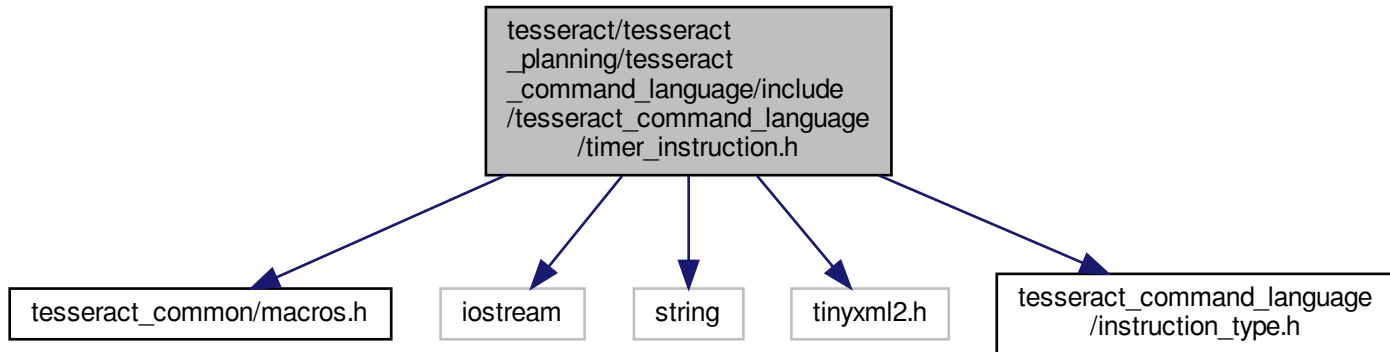 tesseract/tesseract
_planning/tesseract
_command_language/include
/tesseract_command_language
/timer_instruction.h
tesseract_common/macros.h
iostream
string
tinyxml2.h
tesseract_command_language
/instruction_type.h